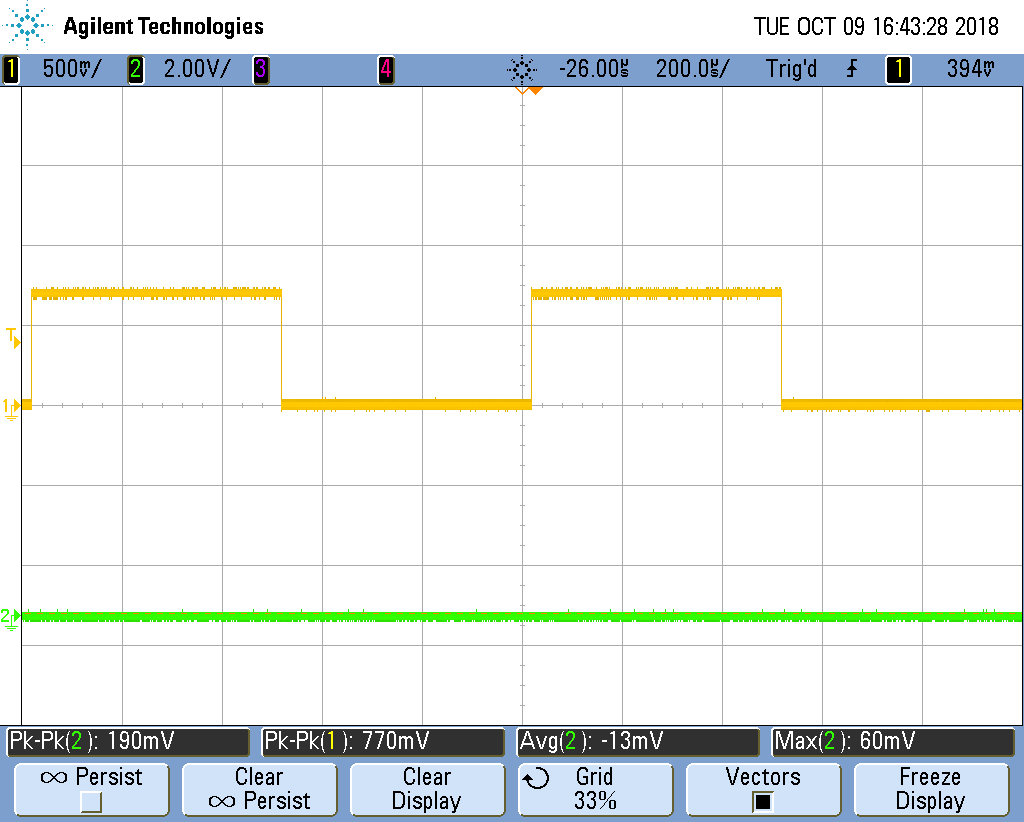 Agilent Technologies
TUE OCT 09 16:43:28 2018
1 500mV/ 2 2.00V/ 3 4 -26.00µs 200.0µs/ Trig'd 1 394mV
T
1
2
Pk-Pk(2): 190mV Pk-Pk(1): 770mV Avg(2): -13mV Max(2): 60mV
∞ Persist
Clear
∞ Persist
Clear
Display
Grid
33%
Vectors
Freeze
Display